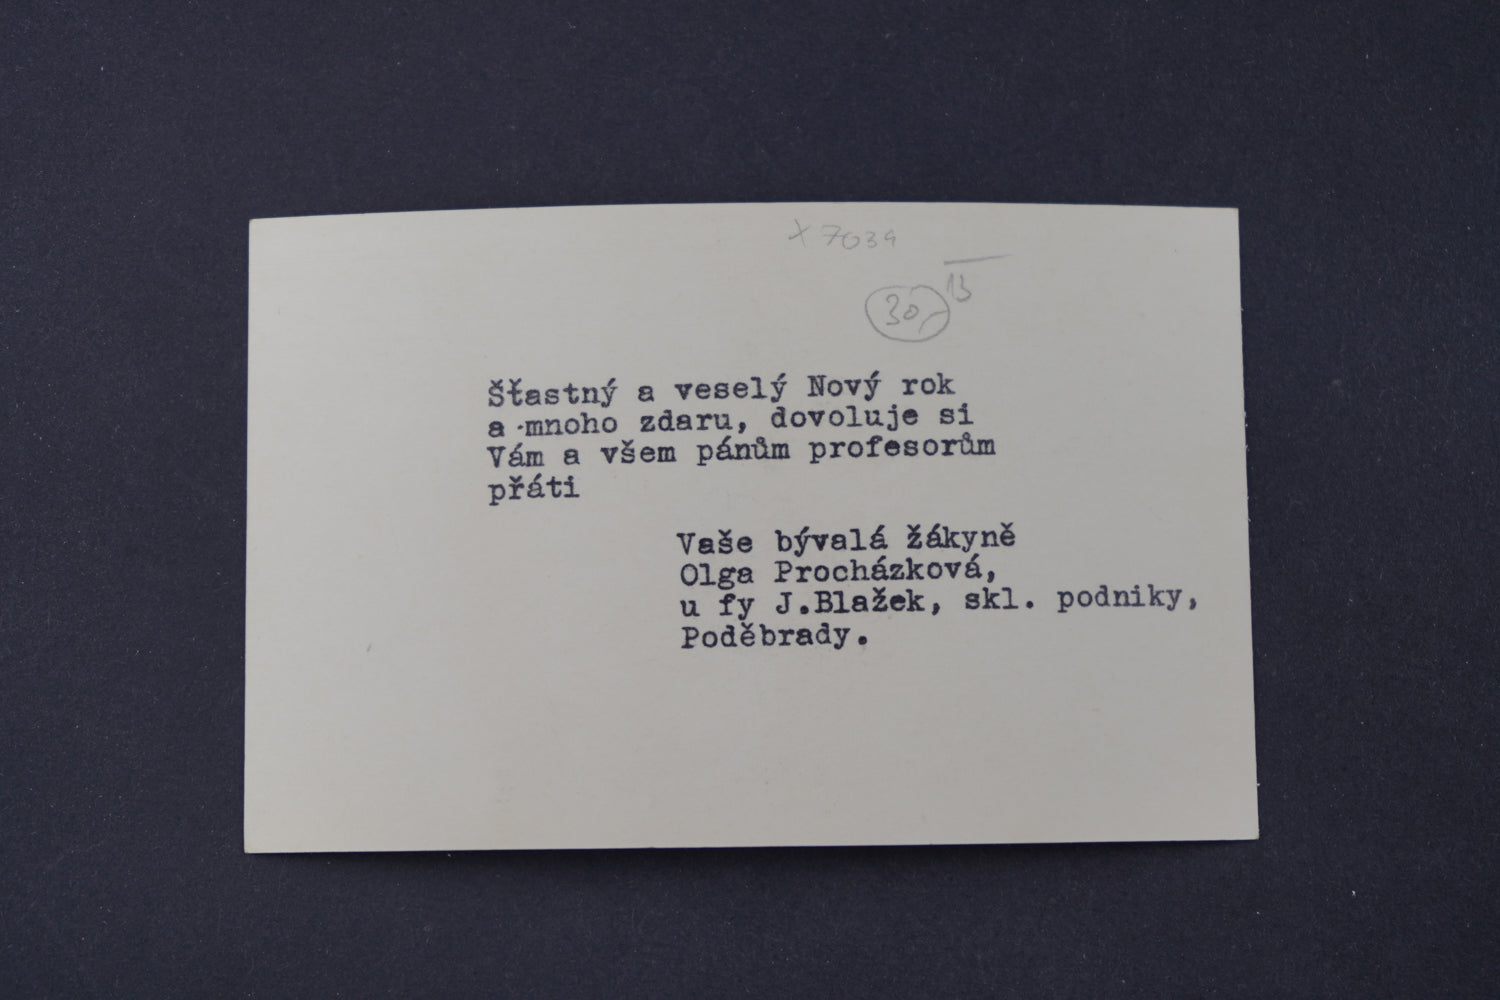 x 7039
13
30,-
Šťastný a veselý Nový rok
a mnoho zdaru, dovoluje si
Vám a všem pánům profesorům
přáti
Vaše bývalá žákyně
Olga Procházková,
u fy J.Blažek, skl. podniky,
Poděbrady.